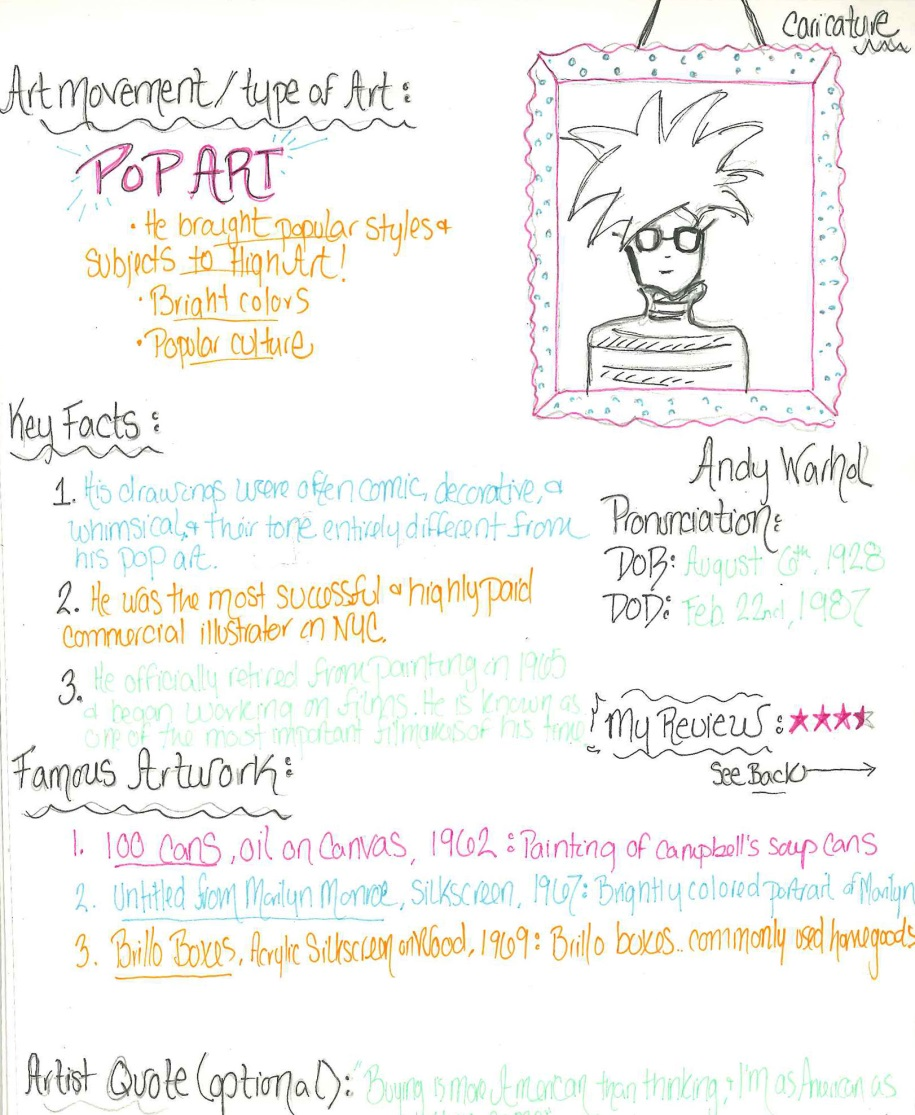 Caricature
Art movement/type of Art:
POP ART
• He braught popular styles &
subjects to High Art!
• Bright colors
• Popular culture
Key Facts:
1. His drawings were often comic, decorative, &
whimsical, & their tone entirely different from
his pop art.
2. He was the most successful & highly paid
commercial illustrator in NYC.
3. He officially retired from painting in 1965
& began working on films. He is known as
one of the most important filmakers of his time
Andy Warhol
Pronunciation:
DOB: August 6th, 1928
DOD: Feb. 22nd, 1987
My Review:
See Back
Famous Artwork:
1. 100 Cans, oil on Canvas, 1962: Painting of campbell's soup cans
2. Untitled from Marilyn Monroe, Silkscreen, 1967: Brightly colored portrait of Marilyn
3. Brillo Boxes, Acrylic Silkscreen on Wood, 1969: Brillo boxes.. commonly used homegoods
Artist Quote (optional): "Buying is more American than thinking, & I'm as American as